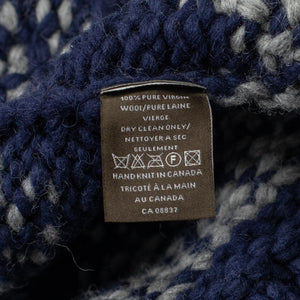 100% PURE VIRGIN
WOOL/PURE LAINE
VIERGE
DRY CLEAN ONLY/
NETTOYER A SEC
SEULEMENT
HAND KNIT IN CANADA
TRICOTÉ À LA MAIN
AU CANADA
CA 08837